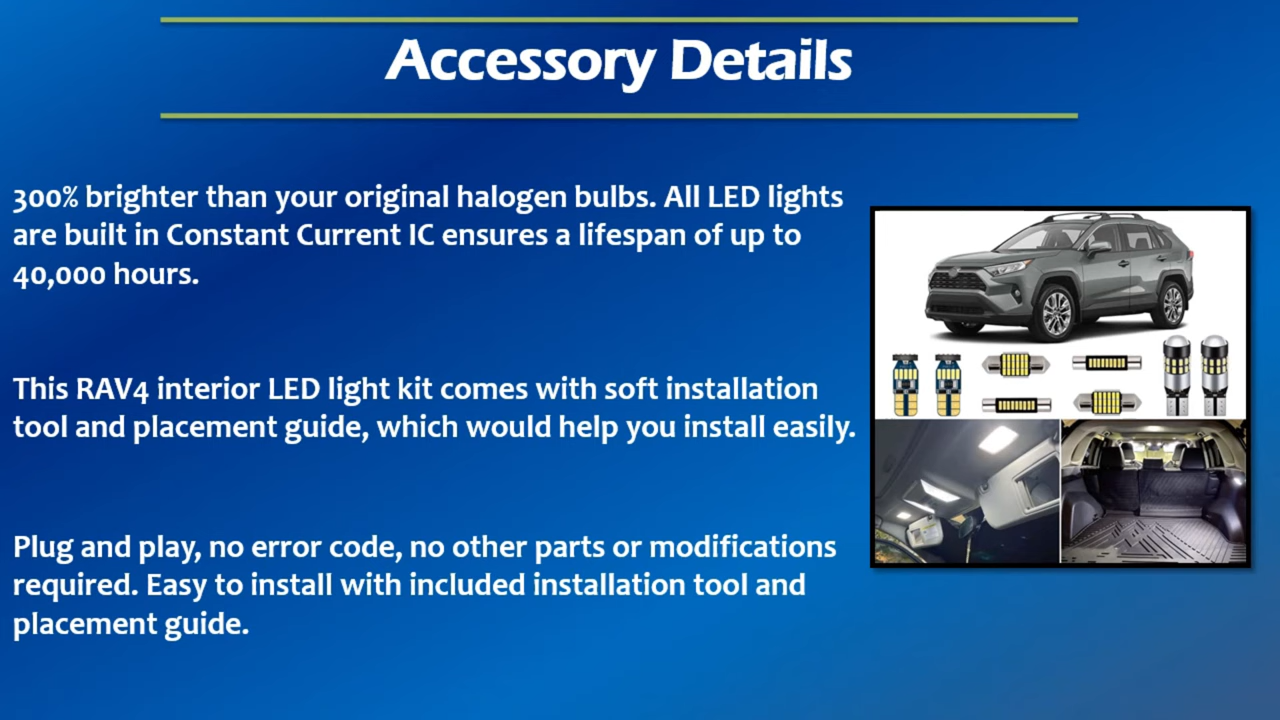 Accessory Details
300% brighter than your original halogen bulbs. All LED lights
are built in Constant Current IC ensures a lifespan of up to
40,000 hours.
This RAV4 interior LED light kit comes with soft installation
tool and placement guide, which would help you install easily.
Plug and play, no error code, no other parts or modifications
required. Easy to install with included installation tool and
placement guide.